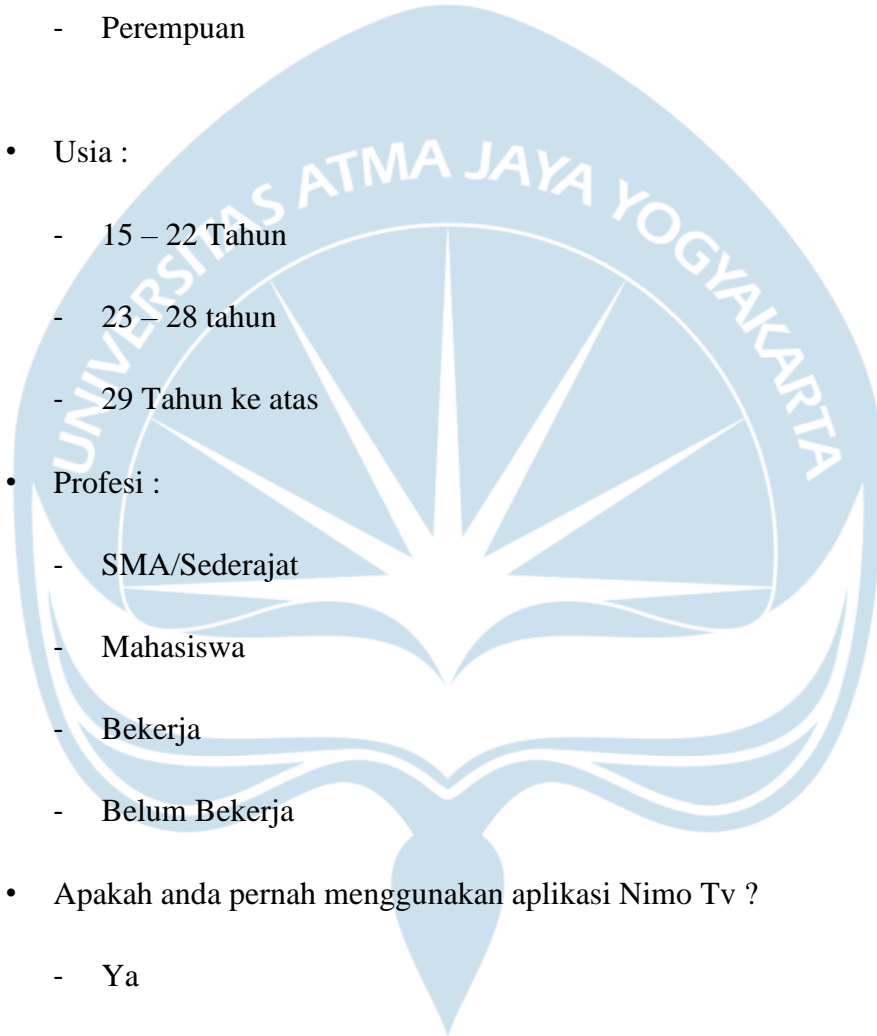 - Perempuan
• Usia :
- 15 – 22 Tahun
- 23 – 28 tahun
- 29 Tahun ke atas
• Profesi :
- SMA/Sederajat
- Mahasiswa
- Bekerja
- Belum Bekerja
• Apakah anda pernah menggunakan aplikasi Nimo Tv ?
- Ya
UNIVERSITAS ATMA JAYA YOGYAKARTA